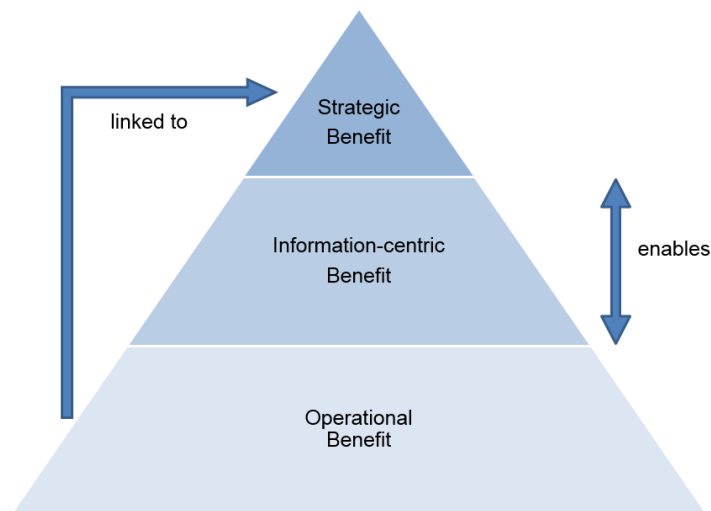 Strategic
Benefit
linked to
Information-centric
Benefit
enables
Operational
Benefit